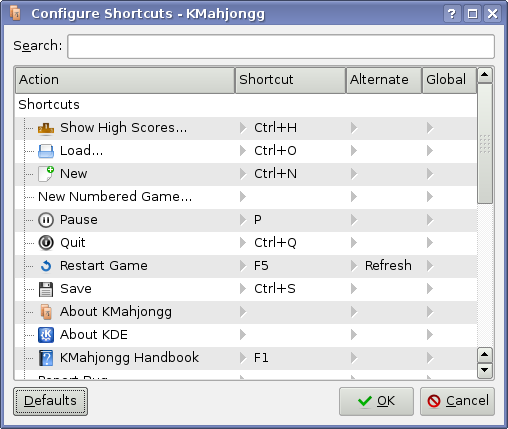 Configure Shortcuts - KMahjongg
Search:
Action Shortcut Alternate Global
Shortcuts
Show High Scores... Ctrl+H
Load... Ctrl+O
New Ctrl+N
New Numbered Game...
Pause P
Quit Ctrl+Q
Restart Game F5 Refresh
Save Ctrl+S
About KMahjongg
About KDE
KMahjongg Handbook F1
Report Bug
Defaults OK Cancel